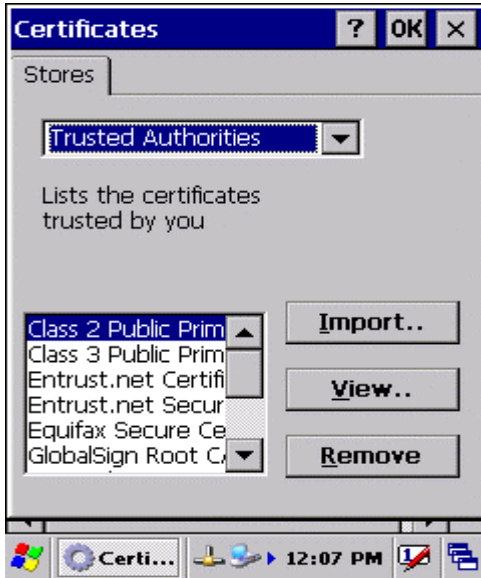 Certificates ? OK ×
Stores
Trusted Authorities
Lists the certificates
trusted by you
Class 2 Public Prim
Class 3 Public Prim
Entrust.net Certifi
Entrust.net Secur
Equifax Secure Ce
GlobalSign Root CA
Import..
View..
Remove
Certi... 12:07 PM